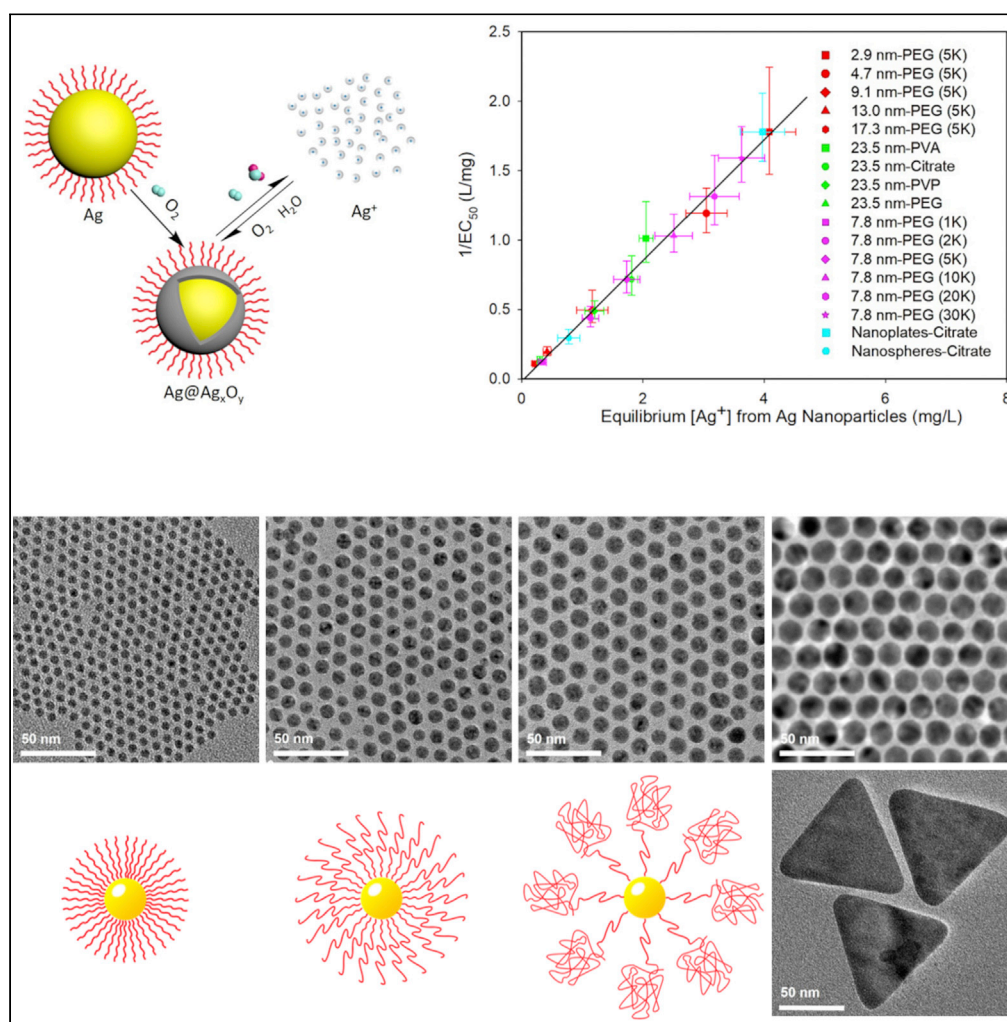 Ag
O₂
Ag@AgₓOᵧ
O₂
H₂O
Ag⁺
2.5
2.0
1.5
1.0
0.5
0.0
1/EC₅₀ (L/mg)
0
2
4
6
8
Equilibrium [Ag⁺] from Ag Nanoparticles (mg/L)
2.9 nm-PEG (5K)
4.7 nm-PEG (5K)
9.1 nm-PEG (5K)
13.0 nm-PEG (5K)
17.3 nm-PEG (5K)
23.5 nm-PVA
23.5 nm-Citrate
23.5 nm-PVP
23.5 nm-PEG
7.8 nm-PEG (1K)
7.8 nm-PEG (2K)
7.8 nm-PEG (5K)
7.8 nm-PEG (10K)
7.8 nm-PEG (20K)
7.8 nm-PEG (30K)
Nanoplates-Citrate
Nanospheres-Citrate
50 nm
50 nm
50 nm
50 nm
50 nm